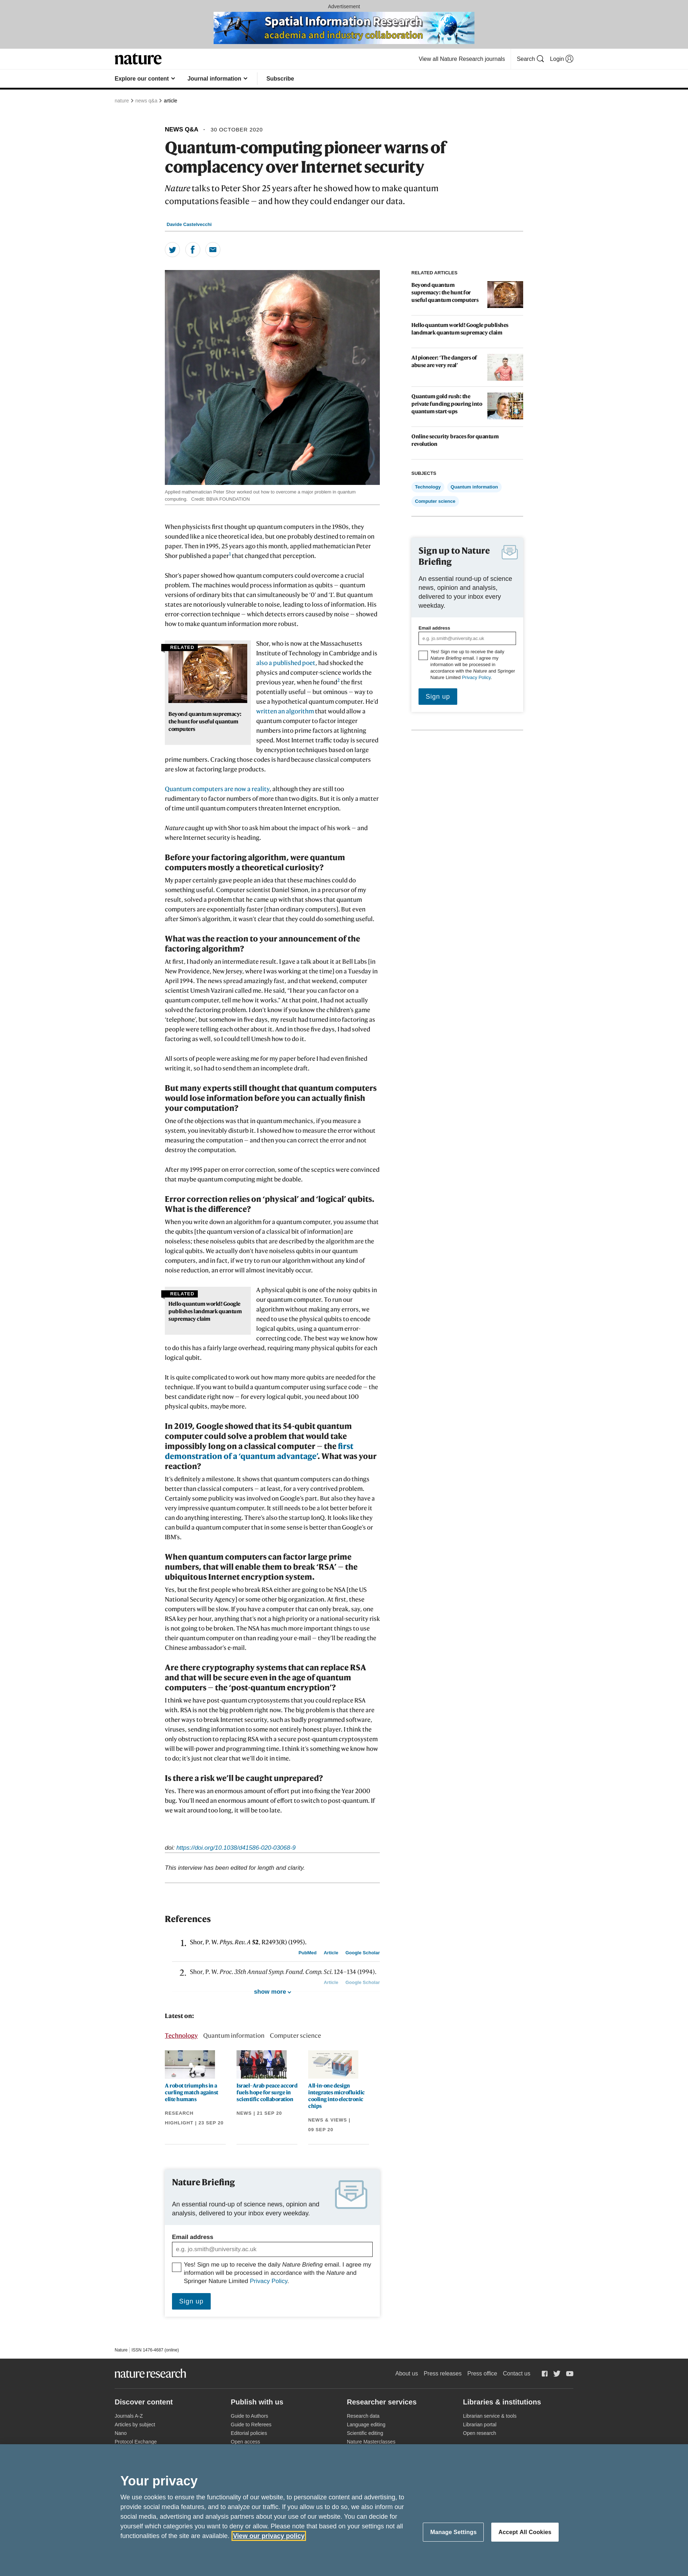 Advertisement
Spatial Information Research
academia and industry collaboration
nature
View all Nature Research journals
Search
Login
Explore our content
Journal information
Subscribe
nature > news q&a > article
NEWS Q&A · 30 OCTOBER 2020
Quantum-computing pioneer warns of
complacency over Internet security
Nature talks to Peter Shor 25 years after he showed how to make quantum
computations feasible — and how they could endanger our data.
Davide Castelvecchi
Applied mathematician Peter Shor worked out how to overcome a major problem in quantum
computing. Credit: BBVA FOUNDATION
When physicists first thought up quantum computers in the 1980s, they
sounded like a nice theoretical idea, but one probably destined to remain on
paper. Then in 1995, 25 years ago this month, applied mathematician Peter
Shor published a paper1 that changed that perception.
Shor's paper showed how quantum computers could overcome a crucial
problem. The machines would process information as qubits — quantum
versions of ordinary bits that can simultaneously be '0' and '1'. But quantum
states are notoriously vulnerable to noise, leading to loss of information. His
error-correction technique — which detects errors caused by noise — showed
how to make quantum information more robust.
RELATED
Beyond quantum supremacy:
the hunt for useful quantum
computers
Shor, who is now at the Massachusetts
Institute of Technology in Cambridge and is
also a published poet, had shocked the
physics and computer-science worlds the
previous year, when he found2 the first
potentially useful — but ominous — way to
use a hypothetical quantum computer. He'd
written an algorithm that would allow a
quantum computer to factor integer
numbers into prime factors at lightning
speed. Most Internet traffic today is secured
by encryption techniques based on large
prime numbers. Cracking those codes is hard because classical computers
are slow at factoring large products.
Quantum computers are now a reality, although they are still too
rudimentary to factor numbers of more than two digits. But it is only a matter
of time until quantum computers threaten Internet encryption.
Nature caught up with Shor to ask him about the impact of his work — and
where Internet security is heading.
Before your factoring algorithm, were quantum
computers mostly a theoretical curiosity?
My paper certainly gave people an idea that these machines could do
something useful. Computer scientist Daniel Simon, in a precursor of my
result, solved a problem that he came up with that shows that quantum
computers are exponentially faster [than ordinary computers]. But even
after Simon's algorithm, it wasn't clear that they could do something useful.
What was the reaction to your announcement of the
factoring algorithm?
At first, I had only an intermediate result. I gave a talk about it at Bell Labs [in
New Providence, New Jersey, where I was working at the time] on a Tuesday in
April 1994. The news spread amazingly fast, and that weekend, computer
scientist Umesh Vazirani called me. He said, "I hear you can factor on a
quantum computer, tell me how it works." At that point, I had not actually
solved the factoring problem. I don't know if you know the children's game
'telephone', but somehow in five days, my result had turned into factoring as
people were telling each other about it. And in those five days, I had solved
factoring as well, so I could tell Umesh how to do it.
All sorts of people were asking me for my paper before I had even finished
writing it, so I had to send them an incomplete draft.
But many experts still thought that quantum computers
would lose information before you can actually finish
your computation?
One of the objections was that in quantum mechanics, if you measure a
system, you inevitably disturb it. I showed how to measure the error without
measuring the computation — and then you can correct the error and not
destroy the computation.
After my 1995 paper on error correction, some of the sceptics were convinced
that maybe quantum computing might be doable.
Error correction relies on 'physical' and 'logical' qubits.
What is the difference?
When you write down an algorithm for a quantum computer, you assume that
the qubits [the quantum version of a classical bit of information] are
noiseless; these noiseless qubits that are described by the algorithm are the
logical qubits. We actually don't have noiseless qubits in our quantum
computers, and in fact, if we try to run our algorithm without any kind of
noise reduction, an error will almost inevitably occur.
RELATED
Hello quantum world! Google
publishes landmark quantum
supremacy claim
A physical qubit is one of the noisy qubits in
our quantum computer. To run our
algorithm without making any errors, we
need to use the physical qubits to encode
logical qubits, using a quantum error-
correcting code. The best way we know how
to do this has a fairly large overhead, requiring many physical qubits for each
logical qubit.
It is quite complicated to work out how many more qubits are needed for the
technique. If you want to build a quantum computer using surface code — the
best candidate right now — for every logical qubit, you need about 100
physical qubits, maybe more.
In 2019, Google showed that its 54-qubit quantum
computer could solve a problem that would take
impossibly long on a classical computer — the first
demonstration of a 'quantum advantage'. What was your
reaction?
It's definitely a milestone. It shows that quantum computers can do things
better than classical computers — at least, for a very contrived problem.
Certainly some publicity was involved on Google's part. But also they have a
very impressive quantum computer. It still needs to be a lot better before it
can do anything interesting. There's also the startup IonQ. It looks like they
can build a quantum computer that in some sense is better than Google's or
IBM's.
When quantum computers can factor large prime
numbers, that will enable them to break 'RSA' — the
ubiquitous Internet encryption system.
Yes, but the first people who break RSA either are going to be NSA [the US
National Security Agency] or some other big organization. At first, these
computers will be slow. If you have a computer that can only break, say, one
RSA key per hour, anything that's not a high priority or a national-security risk
is not going to be broken. The NSA has much more important things to use
their quantum computer on than reading your e-mail — they'll be reading the
Chinese ambassador's e-mail.
Are there cryptography systems that can replace RSA
and that will be secure even in the age of quantum
computers — the 'post-quantum encryption'?
I think we have post-quantum cryptosystems that you could replace RSA
with. RSA is not the big problem right now. The big problem is that there are
other ways to break Internet security, such as badly programmed software,
viruses, sending information to some not entirely honest player. I think the
only obstruction to replacing RSA with a secure post-quantum cryptosystem
will be will-power and programming time. I think it's something we know how
to do; it's just not clear that we'll do it in time.
Is there a risk we'll be caught unprepared?
Yes. There was an enormous amount of effort put into fixing the Year 2000
bug. You'll need an enormous amount of effort to switch to post-quantum. If
we wait around too long, it will be too late.
doi: https://doi.org/10.1038/d41586-020-03068-9
This interview has been edited for length and clarity.
References
1. Shor, P. W. Phys. Rev. A 52, R2493(R) (1995).
PubMed Article Google Scholar
2. Shor, P. W. Proc. 35th Annual Symp. Found. Comp. Sci. 124–134 (1994).
Article Google Scholar
show more
Latest on:
Technology Quantum information Computer science
A robot triumphs in a
curling match against
elite humans
RESEARCH
HIGHLIGHT | 23 SEP 20
Israel–Arab peace accord
fuels hope for surge in
scientific collaboration
NEWS | 21 SEP 20
All-in-one design
integrates microfluidic
cooling into electronic
chips
NEWS & VIEWS |
09 SEP 20
Nature Briefing
An essential round-up of science news, opinion and
analysis, delivered to your inbox every weekday.
Email address
e.g. jo.smith@university.ac.uk
Yes! Sign me up to receive the daily Nature Briefing email. I agree my
information will be processed in accordance with the Nature and
Springer Nature Limited Privacy Policy.
Sign up
RELATED ARTICLES
Beyond quantum
supremacy: the hunt for
useful quantum computers
Hello quantum world! Google publishes
landmark quantum supremacy claim
AI pioneer: 'The dangers of
abuse are very real'
Quantum gold rush: the
private funding pouring into
quantum start-ups
Online security braces for quantum
revolution
SUBJECTS
Technology
Quantum information
Computer science
Sign up to Nature
Briefing
An essential round-up of science
news, opinion and analysis,
delivered to your inbox every
weekday.
Email address
e.g. jo.smith@university.ac.uk
Yes! Sign me up to receive the daily
Nature Briefing email. I agree my
information will be processed in
accordance with the Nature and Springer
Nature Limited Privacy Policy.
Sign up
Nature ISSN 1476-4687 (online)
nature research
About us
Press releases
Press office
Contact us
Discover content
Journals A-Z
Articles by subject
Nano
Protocol Exchange
Publish with us
Guide to Authors
Guide to Referees
Editorial policies
Open access
Researcher services
Research data
Language editing
Scientific editing
Nature Masterclasses
Libraries & institutions
Librarian service & tools
Librarian portal
Open research
Your privacy
We use cookies to ensure the functionality of our website, to personalize content and advertising, to
provide social media features, and to analyze our traffic. If you allow us to do so, we also inform our
social media, advertising and analysis partners about your use of our website. You can decide for
yourself which categories you want to deny or allow. Please note that based on your settings not all
functionalities of the site are available. View our privacy policy
Manage Settings
Accept All Cookies